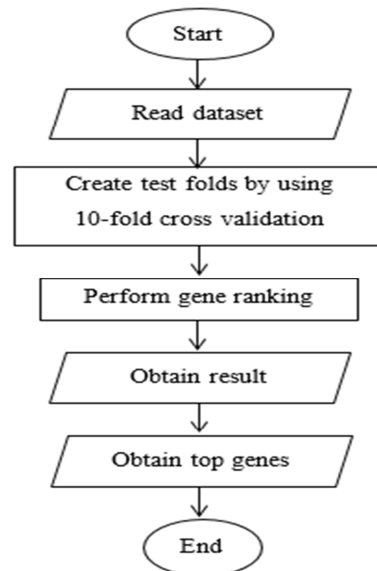 Start
Read dataset
Create test folds by using
10-fold cross validation
Perform gene ranking
Obtain result
Obtain top genes
End